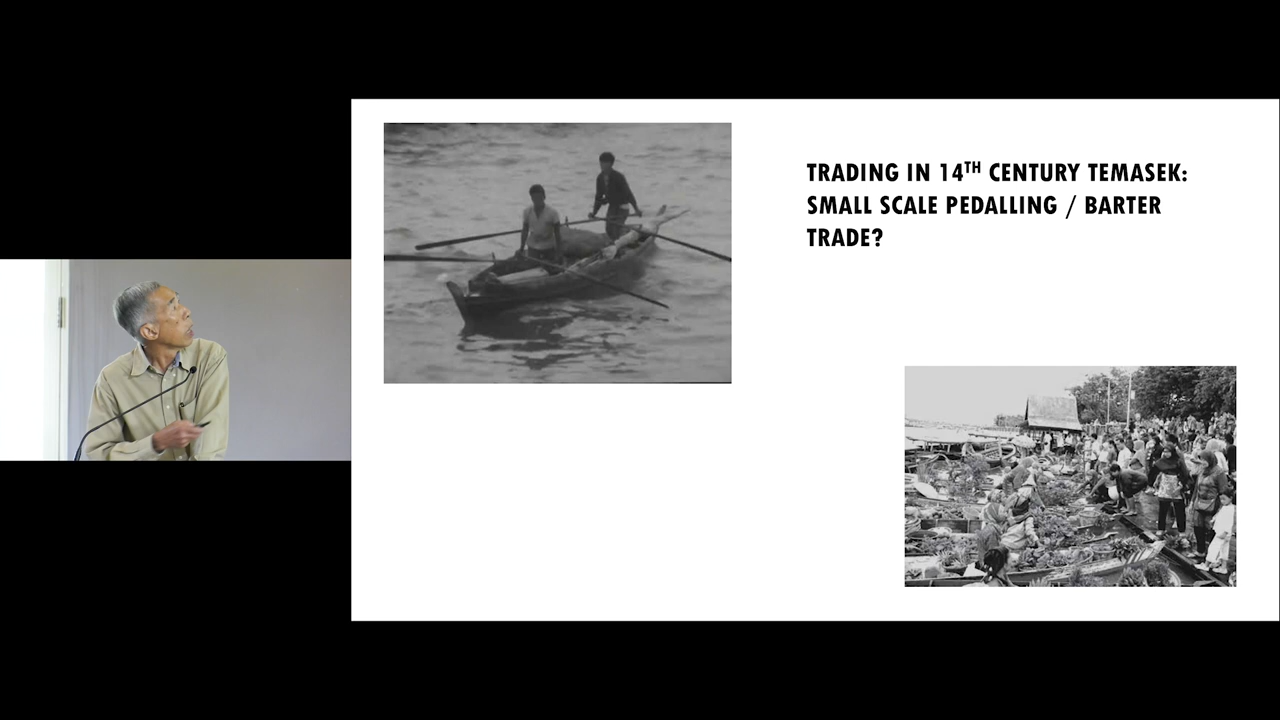 TRADING IN 14TH CENTURY TEMASEK:
SMALL SCALE PEDALLING / BARTER
TRADE?